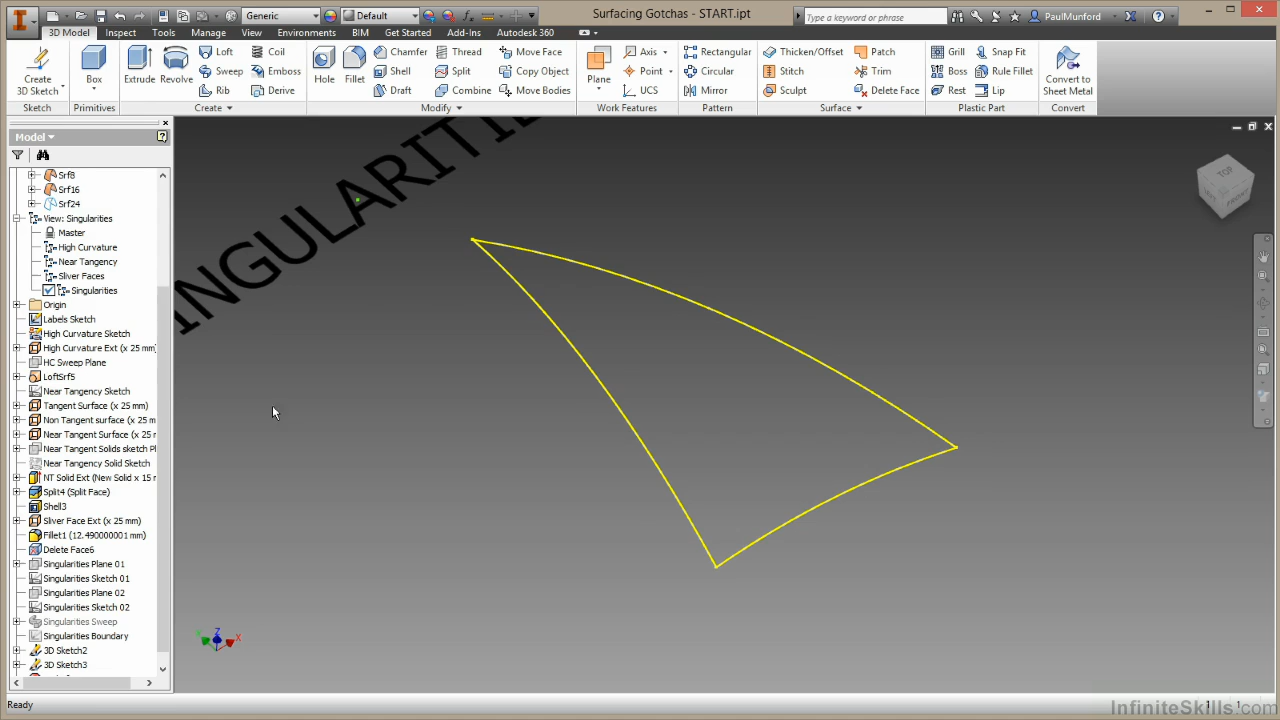 Generic
Default
Surfacing Gotchas - START.ipt
Type a keyword or phrase
PaulMunford
3D Model Inspect Tools Manage View Environments BIM Get Started Add-Ins Autodesk 360
Create 3D Sketch
Box
Extrude
Revolve
Loft
Coil
Sweep
Emboss
Rib
Derive
Hole
Fillet
Chamfer
Thread
Move Face
Shell
Split
Copy Object
Draft
Combine
Move Bodies
Plane
Axis
Point
UCS
Rectangular
Circular
Mirror
Thicken/Offset
Patch
Stitch
Trim
Sculpt
Delete Face
Grill
Snap Fit
Boss
Rule Fillet
Rest
Lip
Convert to Sheet Metal
Sketch Primitives Create Modify Work Features Pattern Surface Plastic Part Convert
Model
Srf8
Srf16
Srf24
View: Singularities
Master
High Curvature
Near Tangency
Sliver Faces
Singularities
Origin
Labels Sketch
High Curvature Sketch
High Curvature Ext (x 25 mm)
HC Sweep Plane
LoftSrf5
Near Tangency Sketch
Tangent Surface (x 25 mm)
Non Tangent surface (x 25 m
Near Tangent Surface (x 25 r
Near Tangent Solids sketch Pl
Near Tangency Solid Sketch
NT Solid Ext (New Solid x 15 m
Split4 (Split Face)
Shell3
Sliver Face Ext (x 25 mm)
Fillet1 (12.490000001 mm)
Delete Face6
Singularities Plane 01
Singularities Sketch 01
Singularities Plane 02
Singularities Sketch 02
Singularities Sweep
Singularities Boundary
3D Sketch2
3D Sketch3
INGULARITIE
TOP
FRONT
X
Z
Ready
1 1
InfiniteSkills.com